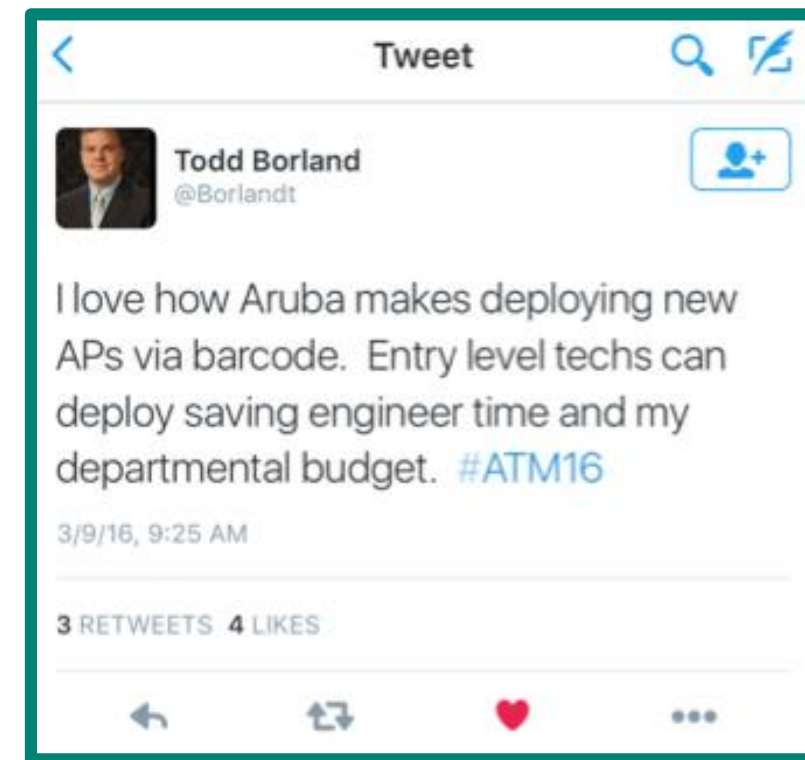 Tweet
Todd Borland
@Borlandt
I love how Aruba makes deploying new
APs via barcode.  Entry level techs can
deploy saving engineer time and my
departmental budget.  #ATM16
3/9/16, 9:25 AM
3 RETWEETS  4 LIKES